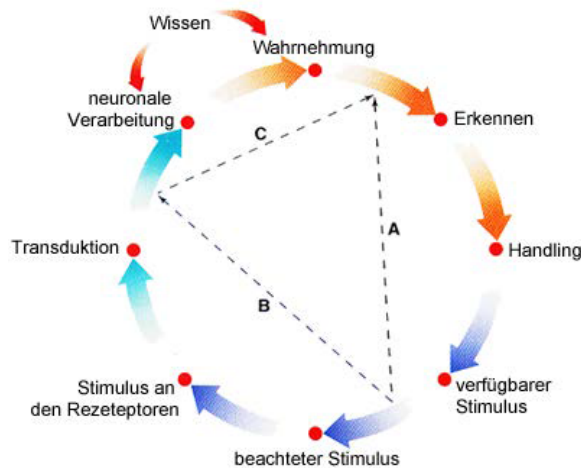 Wissen
Wahrnehmung
neuronale
Verarbeitung
Erkennen
C
A
Transduktion
Handling
B
Stimulus an
den Rezeteptoren
verfügbarer
Stimulus
beachteter Stimulus